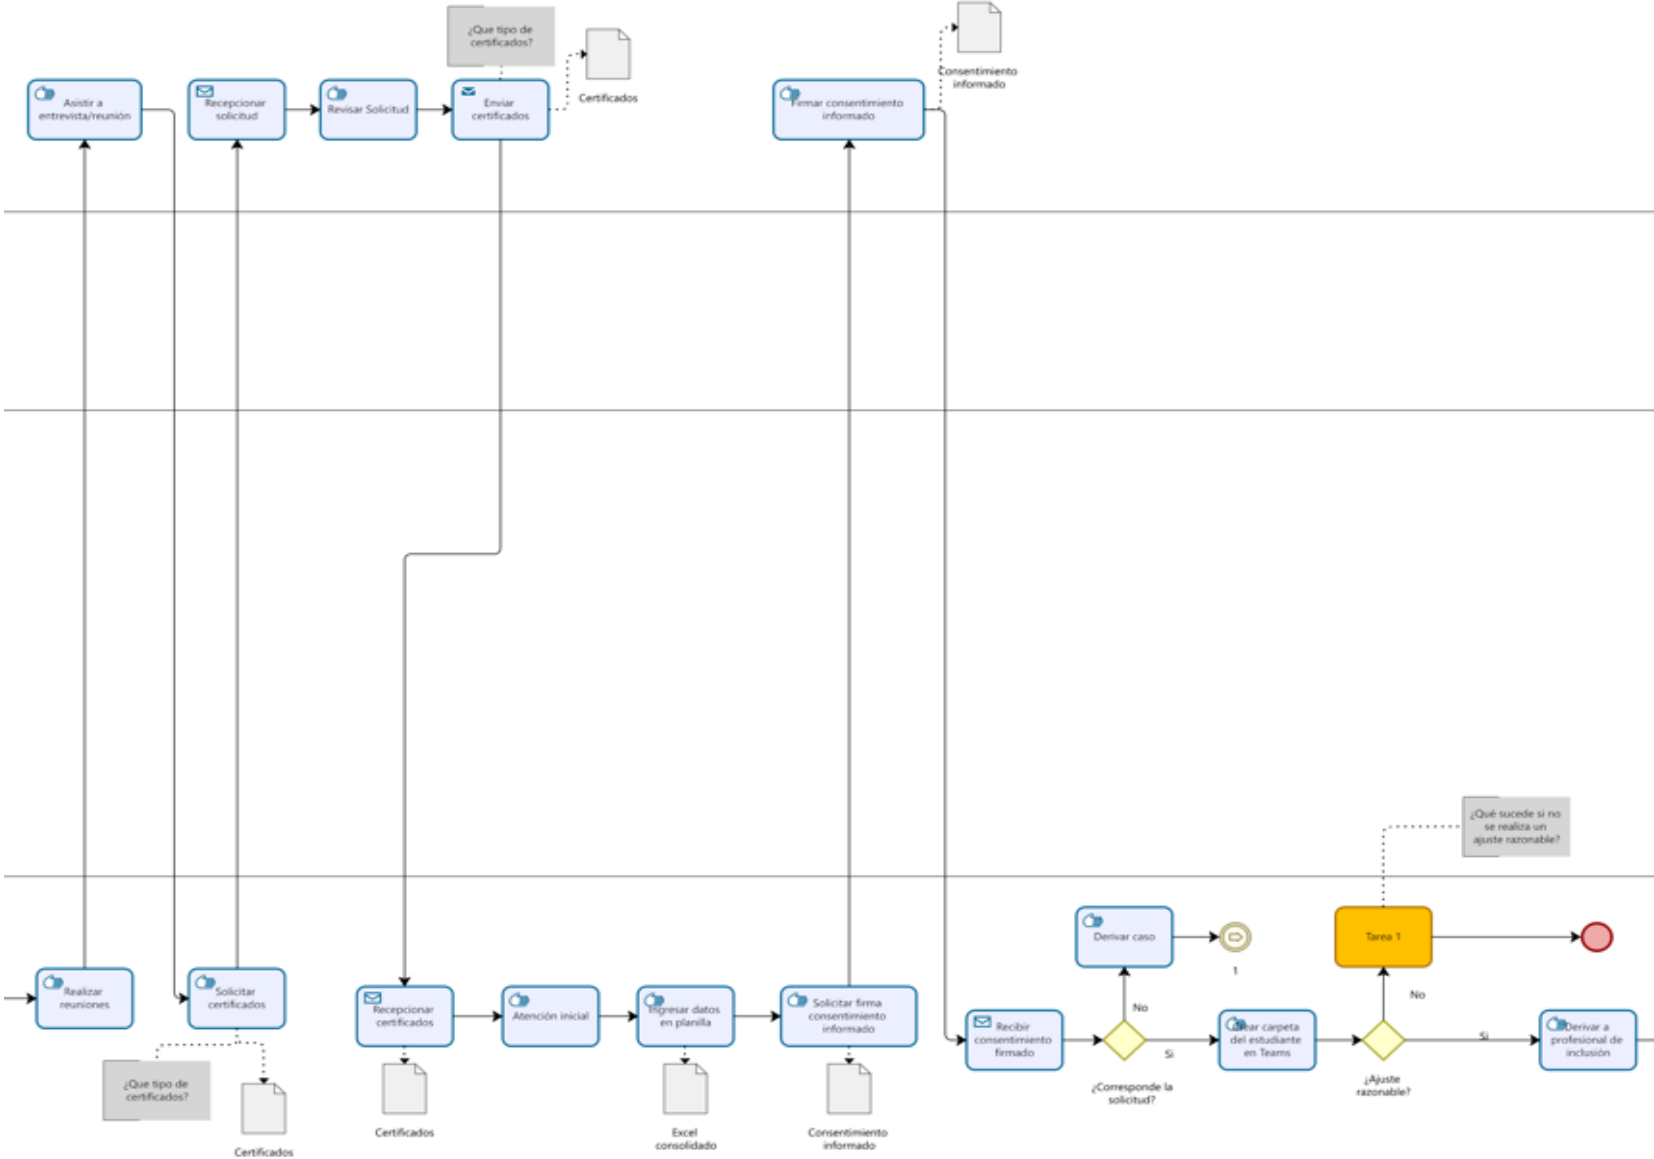 ¿Que tipo de
certificados?
Certificados
Consentimiento
informado
Asistir a
entrevista/reunión
Recepcionar
solicitud
Revisar Solicitud
Enviar
certificados
Firmar consentimiento
informado
¿Qué sucede si no
se realiza un
ajuste razonable?
Derivar caso
1
Tarea 1
No
No
Realizar
reuniones
Solicitar
certificados
Recepcionar
certificados
Atención inicial
Ingresar datos
en planilla
Solicitar firma
consentimiento
informado
Recibir
consentimiento
firmado
Si
Crear carpeta
del estudiante
en Teams
Si
Derivar a
profesional de
inclusión
¿Corresponde la
solicitud?
¿Ajuste
razonable?
¿Que tipo de
certificados?
Certificados
Certificados
Excel
consolidado
Consentimiento
informado